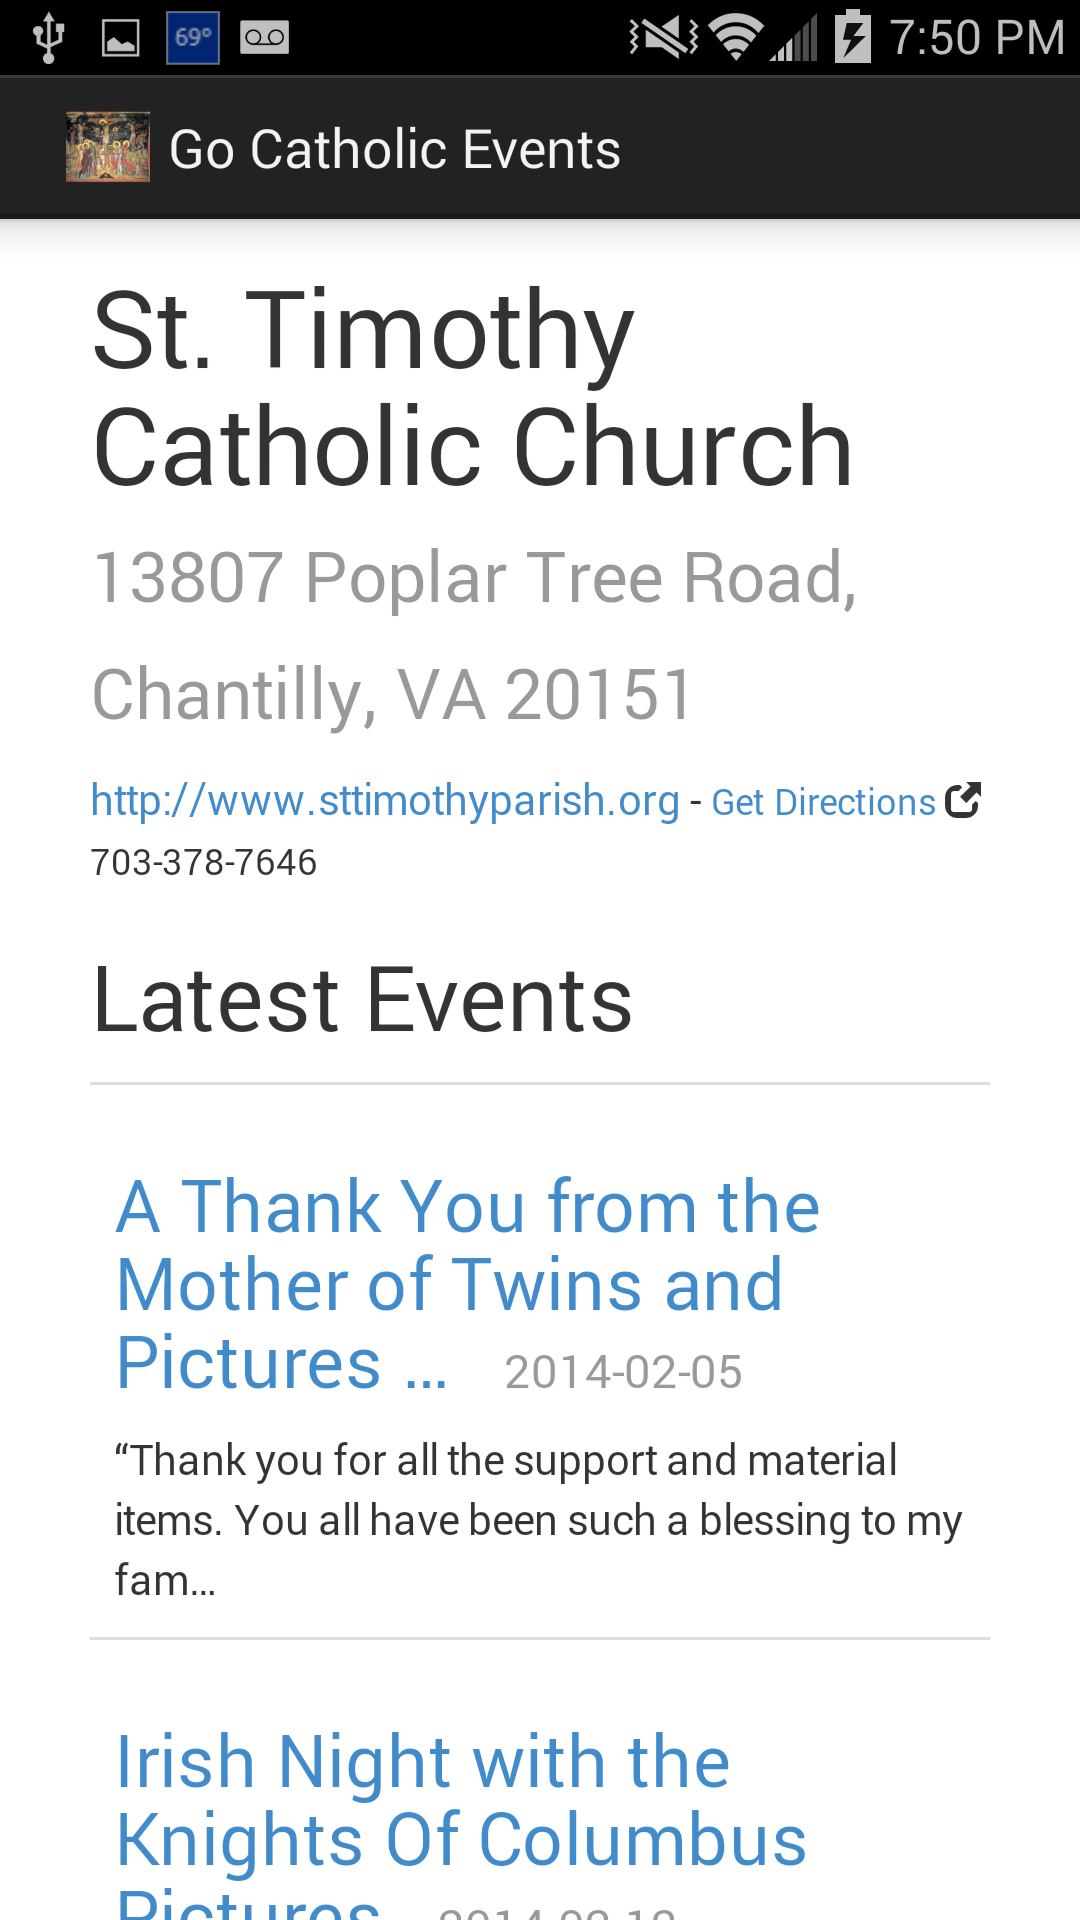 69°
7:50 PM
Go Catholic Events
St. Timothy
Catholic Church
13807 Poplar Tree Road,
Chantilly, VA 20151
http://www.sttimothyparish.org - Get Directions
703-378-7646
Latest Events
A Thank You from the
Mother of Twins and
Pictures ... 2014-02-05
“Thank you for all the support and material
items. You all have been such a blessing to my
fam...
Irish Night with the
Knights Of Columbus
Pictures